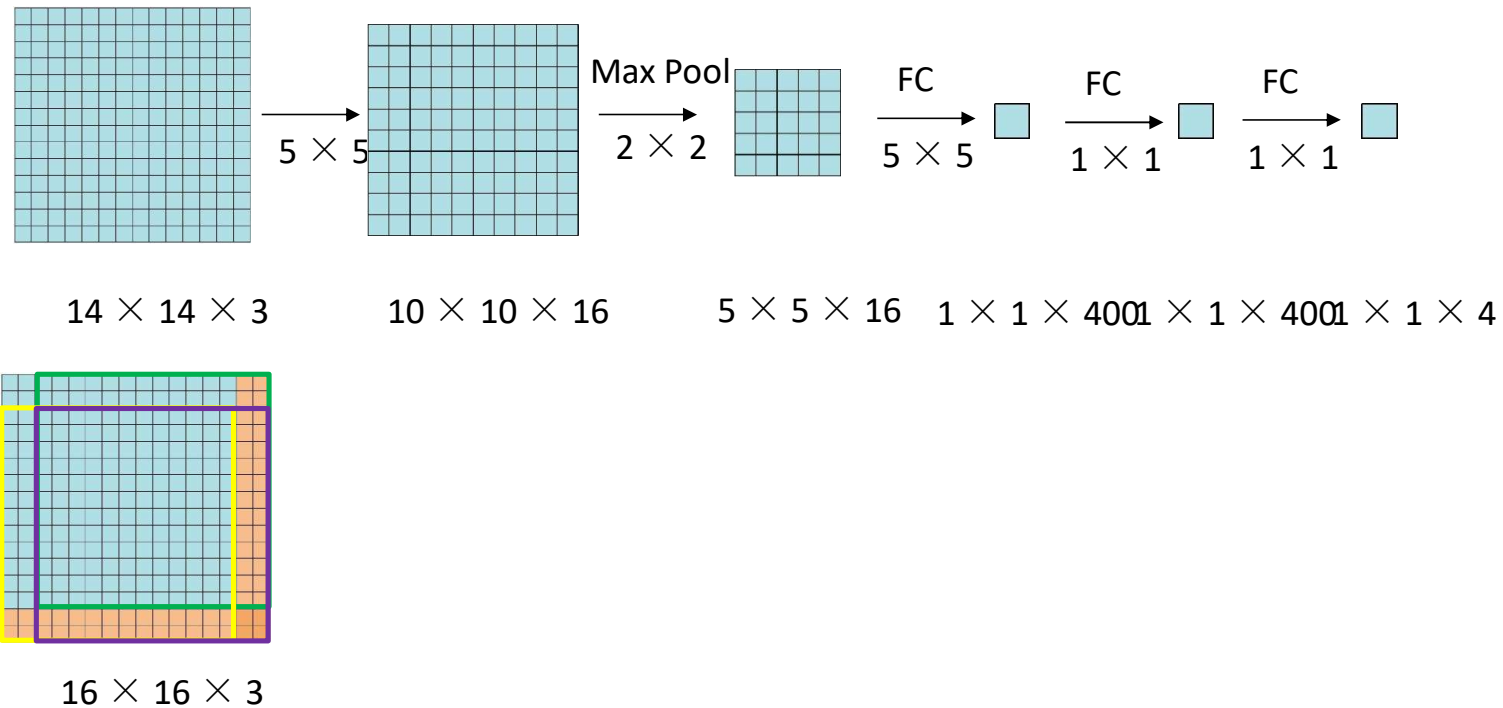 Max Pool
FC
FC
FC
5 × 5
2 × 2
5 × 5
1 × 1
1 × 1
14 × 14 × 3
10 × 10 × 16
5 × 5 × 16
1 × 1 × 400
1 × 1 × 400
1 × 1 × 4
16 × 16 × 3